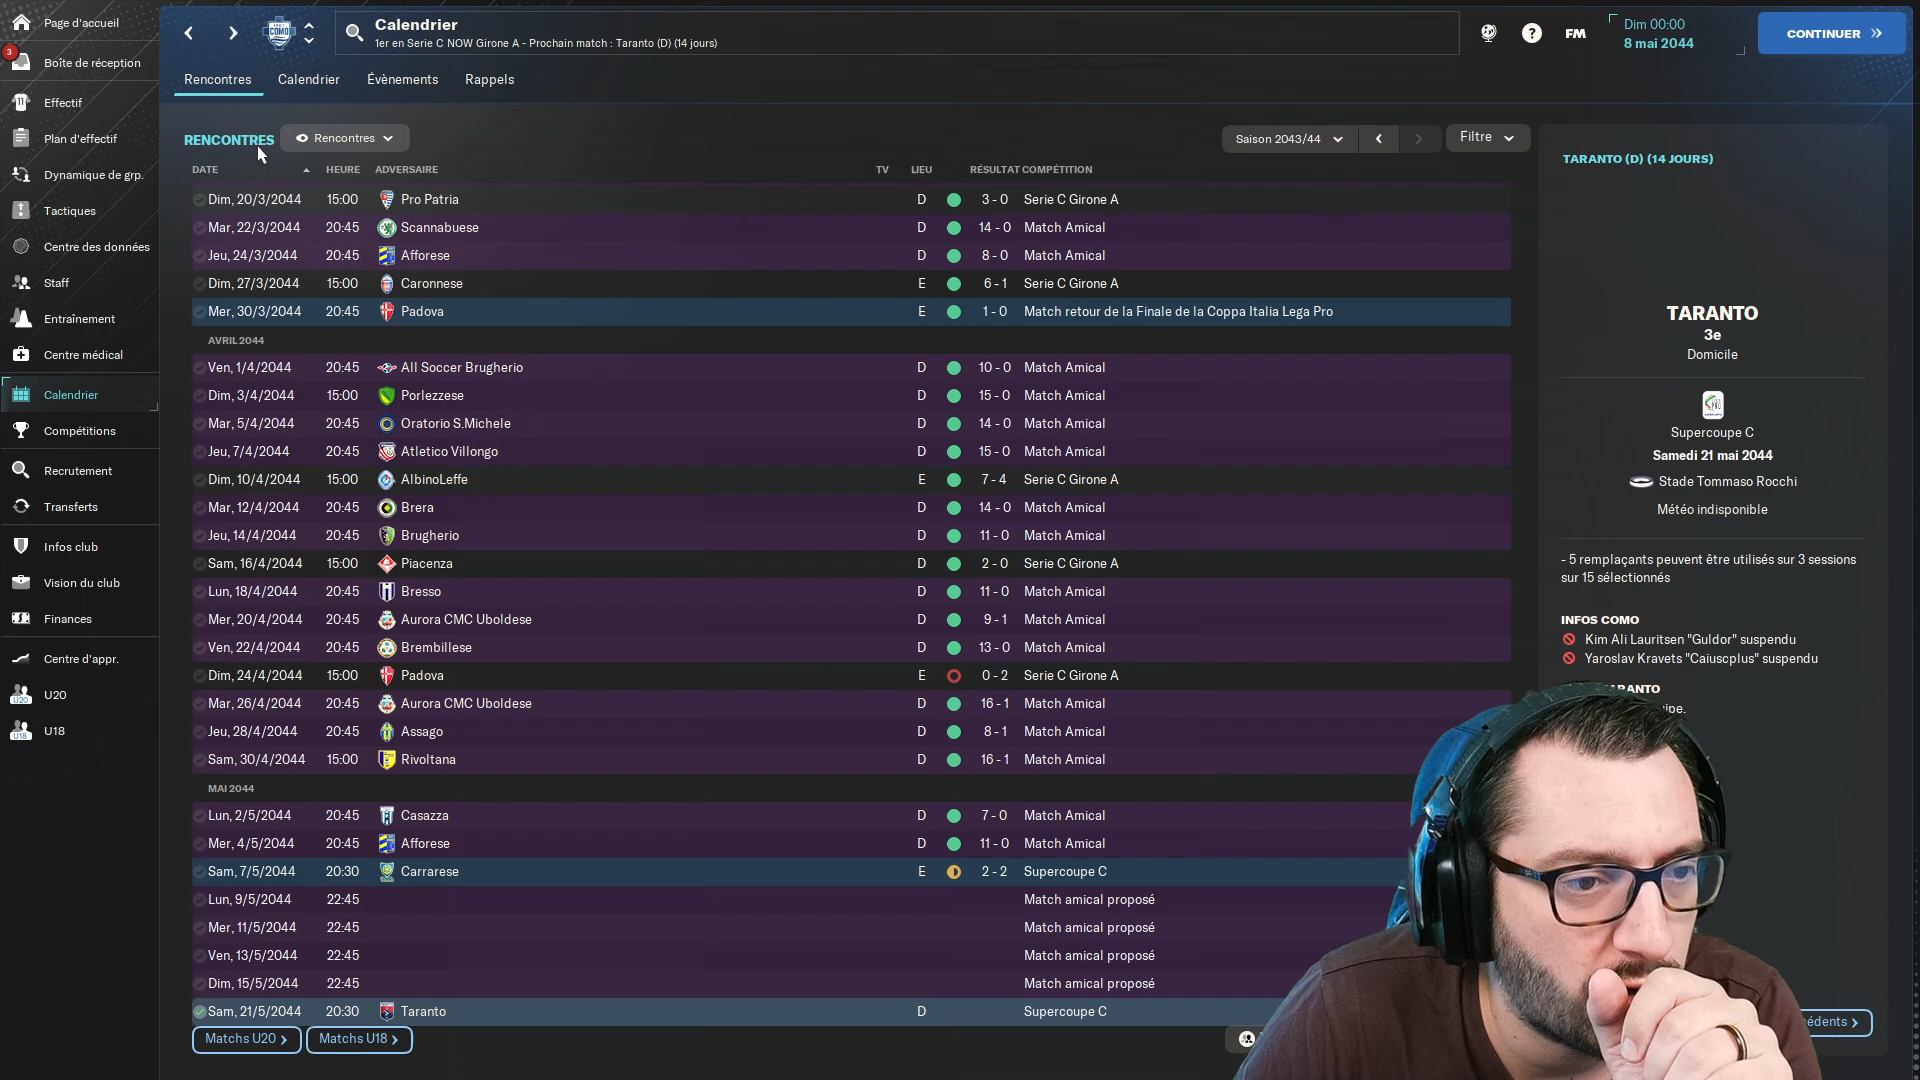 Page d'accueil
3
Boîte de réception
Effectif
Plan d'effectif
Dynamique de grp.
Tactiques
Centre des données
Staff
Entraînement
Centre médical
Calendrier
Compétitions
Recrutement
Transferts
Infos club
Vision du club
Finances
Centre d'appr.
U20
U18
COMO
Calendrier
1er en Serie C NOW Girone A - Prochain match : Taranto (D) (14 jours)
FM
Dim 00:00
8 mai 2044
CONTINUER
Rencontres Calendrier Évènements Rappels
RENCONTRES Rencontres Saison 2043/44 Filtre
DATE HEURE ADVERSAIRE TV LIEU RÉSULTAT COMPÉTITION
Dim, 20/3/2044 15:00 Pro Patria D 3 - 0 Serie C Girone A
Mar, 22/3/2044 20:45 Scannabuese D 14 - 0 Match Amical
Jeu, 24/3/2044 20:45 Afforese D 8 - 0 Match Amical
Dim, 27/3/2044 15:00 Caronnese E 6 - 1 Serie C Girone A
Mer, 30/3/2044 20:45 Padova E 1 - 0 Match retour de la Finale de la Coppa Italia Lega Pro
AVRIL 2044
Ven, 1/4/2044 20:45 All Soccer Brugherio D 10 - 0 Match Amical
Dim, 3/4/2044 15:00 Porlezzese D 15 - 0 Match Amical
Mar, 5/4/2044 20:45 Oratorio S.Michele D 14 - 0 Match Amical
Jeu, 7/4/2044 20:45 Atletico Villongo D 15 - 0 Match Amical
Dim, 10/4/2044 15:00 AlbinoLeffe E 7 - 4 Serie C Girone A
Mar, 12/4/2044 20:45 Brera D 14 - 0 Match Amical
Jeu, 14/4/2044 20:45 Brugherio D 11 - 0 Match Amical
Sam, 16/4/2044 15:00 Piacenza D 2 - 0 Serie C Girone A
Lun, 18/4/2044 20:45 Bresso D 11 - 0 Match Amical
Mer, 20/4/2044 20:45 Aurora CMC Uboldese D 9 - 1 Match Amical
Ven, 22/4/2044 20:45 Brembillese D 13 - 0 Match Amical
Dim, 24/4/2044 15:00 Padova E 0 - 2 Serie C Girone A
Mar, 26/4/2044 20:45 Aurora CMC Uboldese D 16 - 1 Match Amical
Jeu, 28/4/2044 20:45 Assago D 8 - 1 Match Amical
Sam, 30/4/2044 15:00 Rivoltana D 16 - 1 Match Amical
MAI 2044
Lun, 2/5/2044 20:45 Casazza D 7 - 0 Match Amical
Mer, 4/5/2044 20:45 Afforese D 11 - 0 Match Amical
Sam, 7/5/2044 20:30 Carrarese E 2 - 2 Supercoupe C
Lun, 9/5/2044 22:45 Match amical proposé
Mer, 11/5/2044 22:45 Match amical proposé
Ven, 13/5/2044 22:45 Match amical proposé
Dim, 15/5/2044 22:45 Match amical proposé
Sam, 21/5/2044 20:30 Taranto D Supercoupe C
Matchs U20 Matchs U18
TARANTO (D) (14 JOURS)
TARANTO
3e
Domicile
Supercoupe C
Samedi 21 mai 2044
Stade Tommaso Rocchi
Météo indisponible
- 5 remplaçants peuvent être utilisés sur 3 sessions
sur 15 sélectionnés
INFOS COMO
Kim Ali Lauritsen "Guldor" suspendu
Yaroslav Kravets "Caiuscplus" suspendu